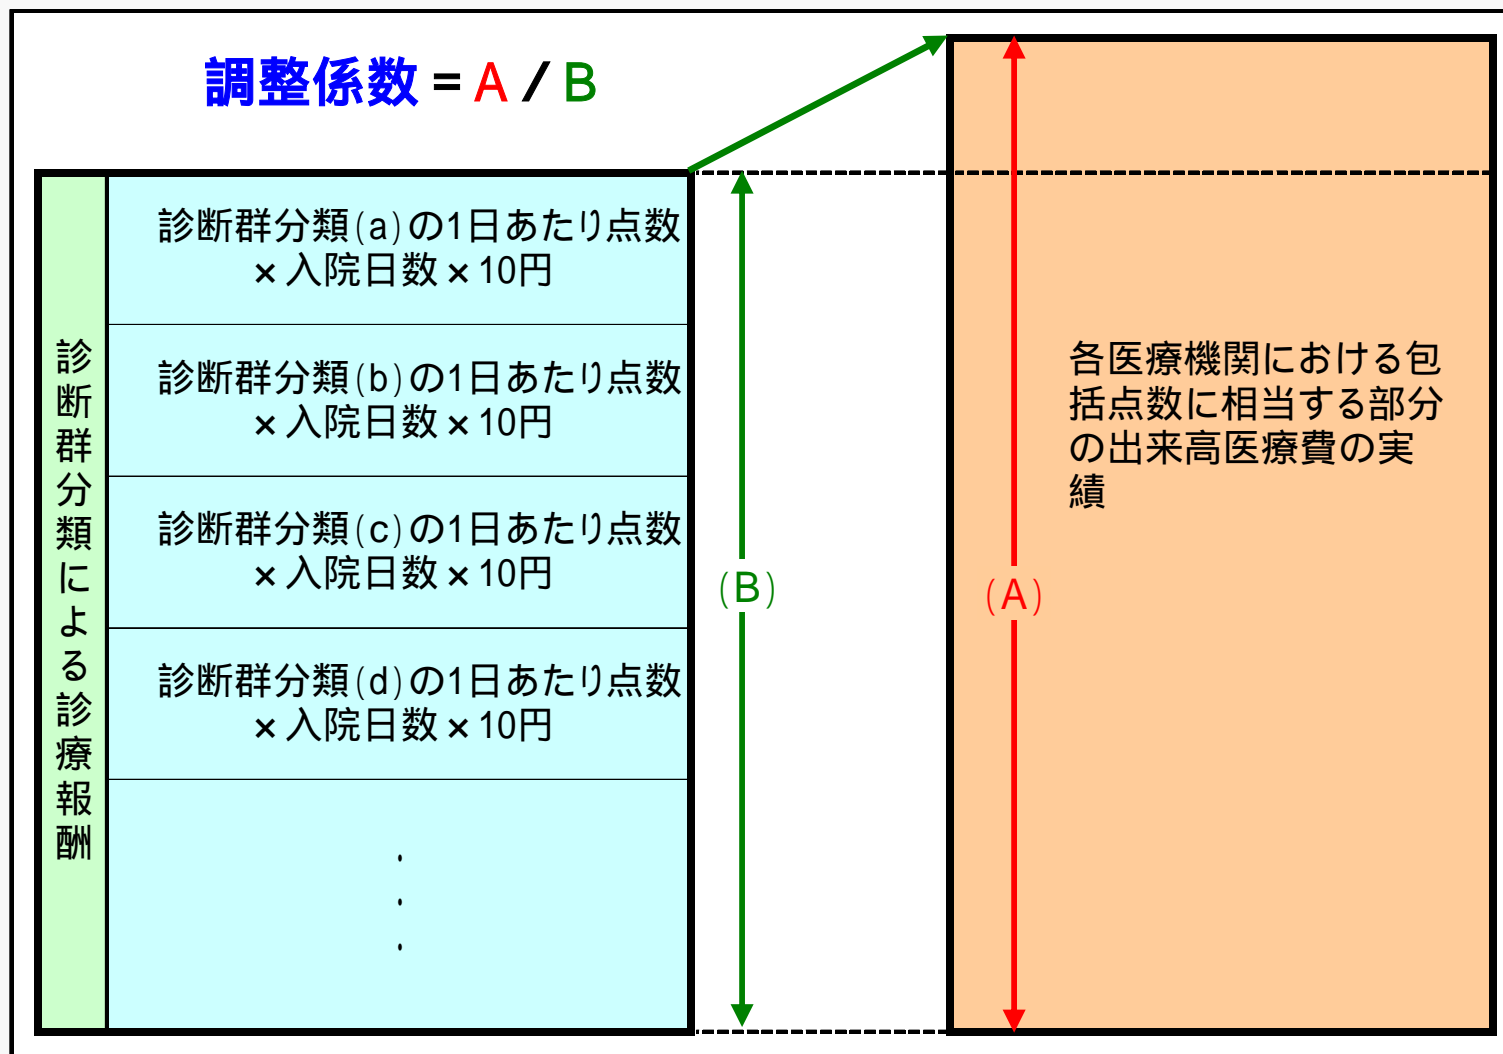 調整係数 = A / B
診断群分類による診療報酬
診断群分類(a)の1日あたり点数
×入院日数×10円
診断群分類(b)の1日あたり点数
×入院日数×10円
診断群分類(c)の1日あたり点数
×入院日数×10円
診断群分類(d)の1日あたり点数
×入院日数×10円
・
・
・
(B)
(A)
各医療機関における包
括点数に相当する部分
の出来高医療費の実
績